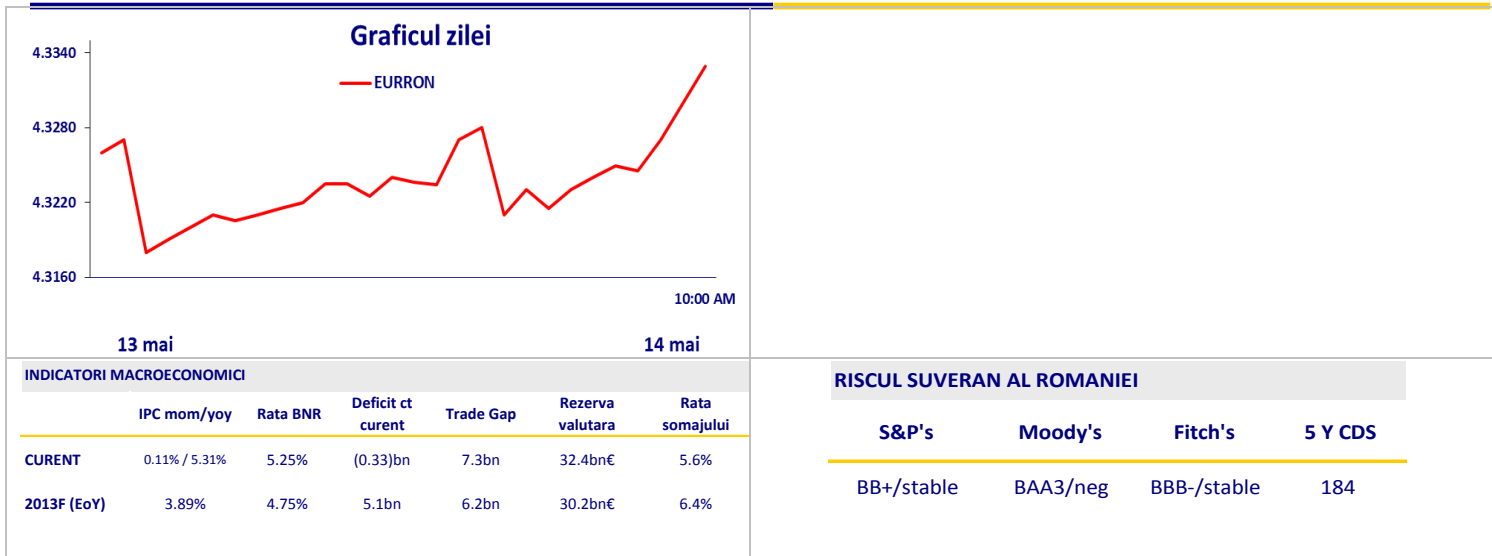 Graficul zilei
EURRON
4.3340
4.3280
4.3220
4.3160
10:00 AM
13 mai 14 mai
INDICATORI MACROECONOMICI
IPC mom/yoy Rata BNR Deficit ct curent Trade Gap Rezerva valutara Rata somajului
CURENT 0.11% / 5.31% 5.25% (0.33)bn 7.3bn 32.4bn€ 5.6%
2013F (EoY) 3.89% 4.75% 5.1bn 6.2bn 30.2bn€ 6.4%
RISCUL SUVERAN AL ROMANIEI
S&P's Moody's Fitch's 5 Y CDS
BB+/stable BAA3/neg BBB-/stable 184